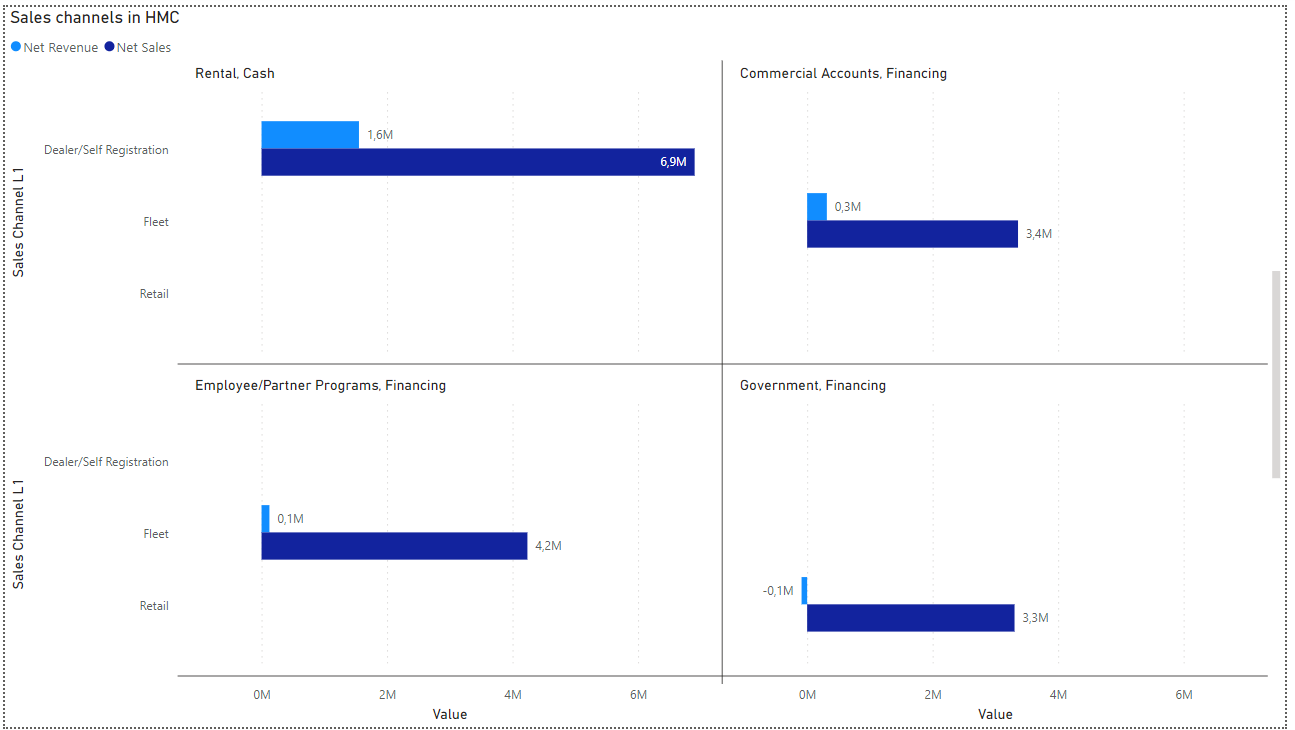 Sales channels in HMC
Net Revenue Net Sales
Rental, Cash
Commercial Accounts, Financing
Sales Channel L1
Dealer/Self Registration
1,6M
6,9M
Fleet
0,3M
3,4M
Retail
Employee/Partner Programs, Financing
Government, Financing
Sales Channel L1
Dealer/Self Registration
Fleet
0,1M
4,2M
Retail
-0,1M
3,3M
0M 2M 4M 6M
0M 2M 4M 6M
Value
Value